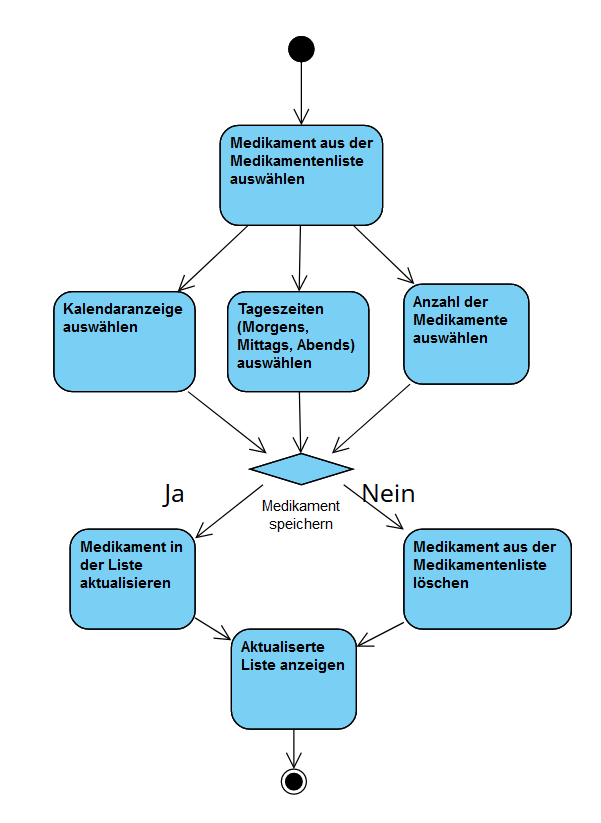 Medikament aus der
Medikamentenliste
auswählen
Kalendaranzeige
auswählen
Tageszeiten
(Morgens,
Mittags, Abends)
auswählen
Anzahl der
Medikamente
auswählen
Ja
Medikament
speichern
Nein
Medikament in
der Liste
aktualisieren
Medikament aus der
Medikamentenliste
löschen
Aktualiserte
Liste anzeigen